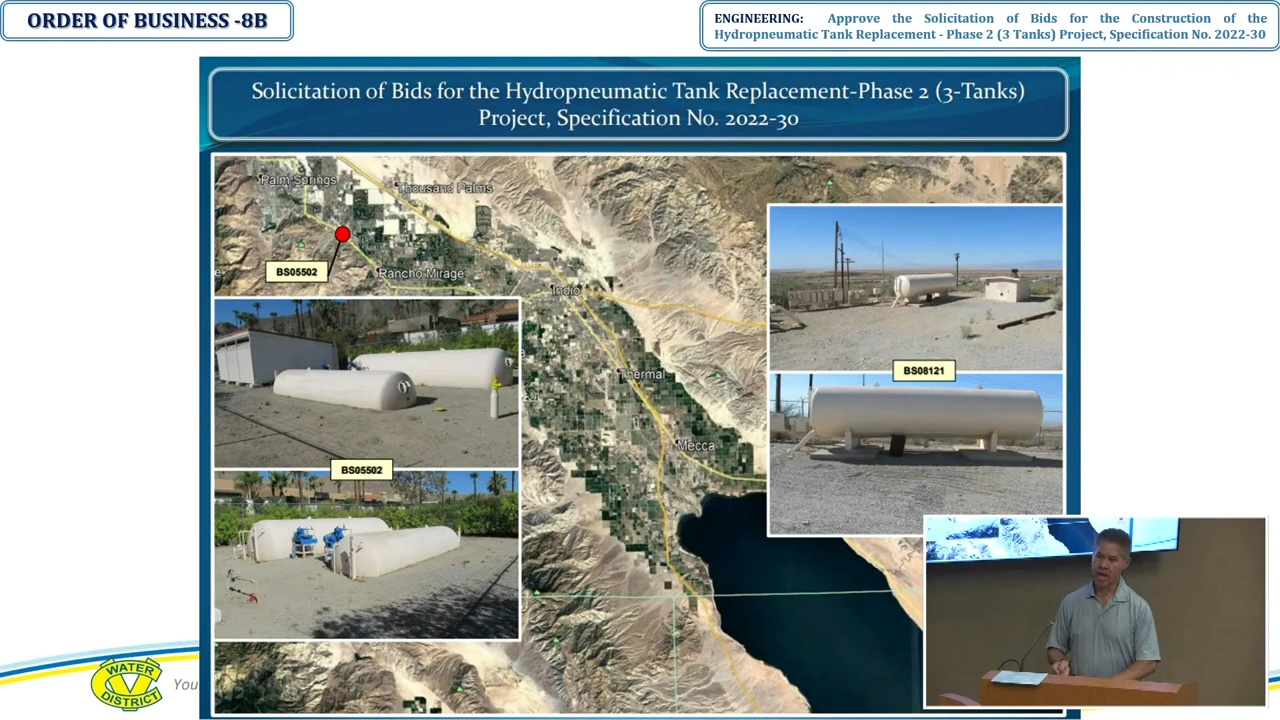 ORDER OF BUSINESS -8B
ENGINEERING: Approve the Solicitation of Bids for the Construction of the
Hydropneumatic Tank Replacement - Phase 2 (3 Tanks) Project, Specification No. 2022-30
Solicitation of Bids for the Hydropneumatic Tank Replacement-Phase 2 (3-Tanks)
Project, Specification No. 2022-30
Palm Springs
Thousand Palms
BS05502
Rancho Mirage
Indio
Thermal
BS08121
Mecca
BS05502
WATER
DISTRICT
You